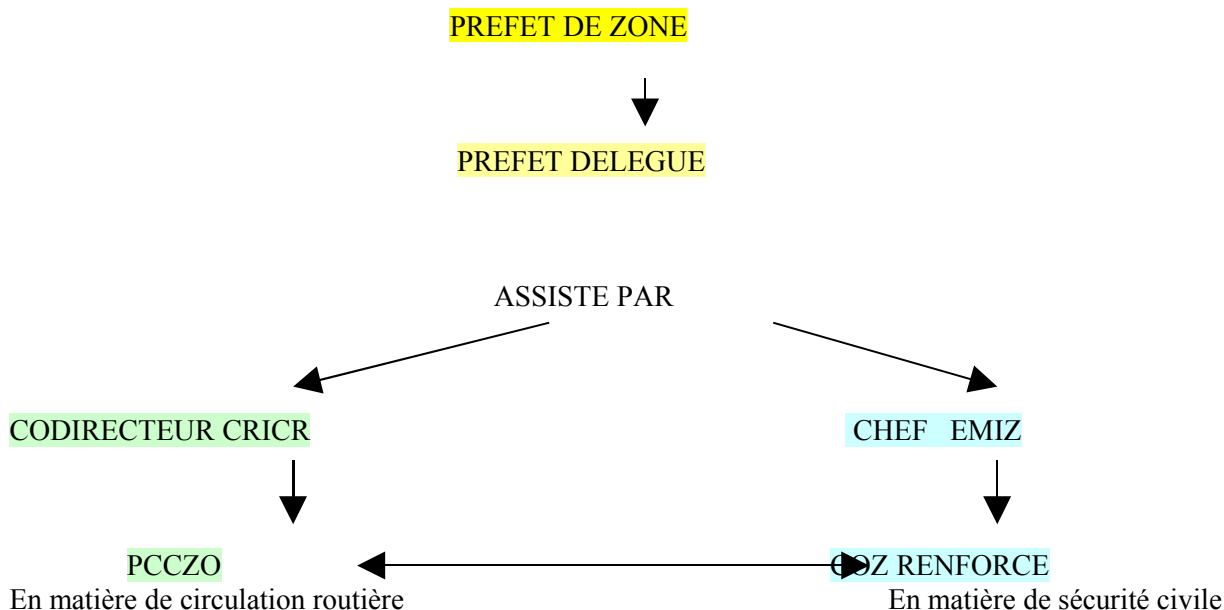 PREFET DE ZONE
PREFET DELEGUE
ASSISTE PAR
CODIRECTEUR CRICR CHEF EMIZ
PCCZO COZ RENFORCE
En matière de circulation routière En matière de sécurité civile